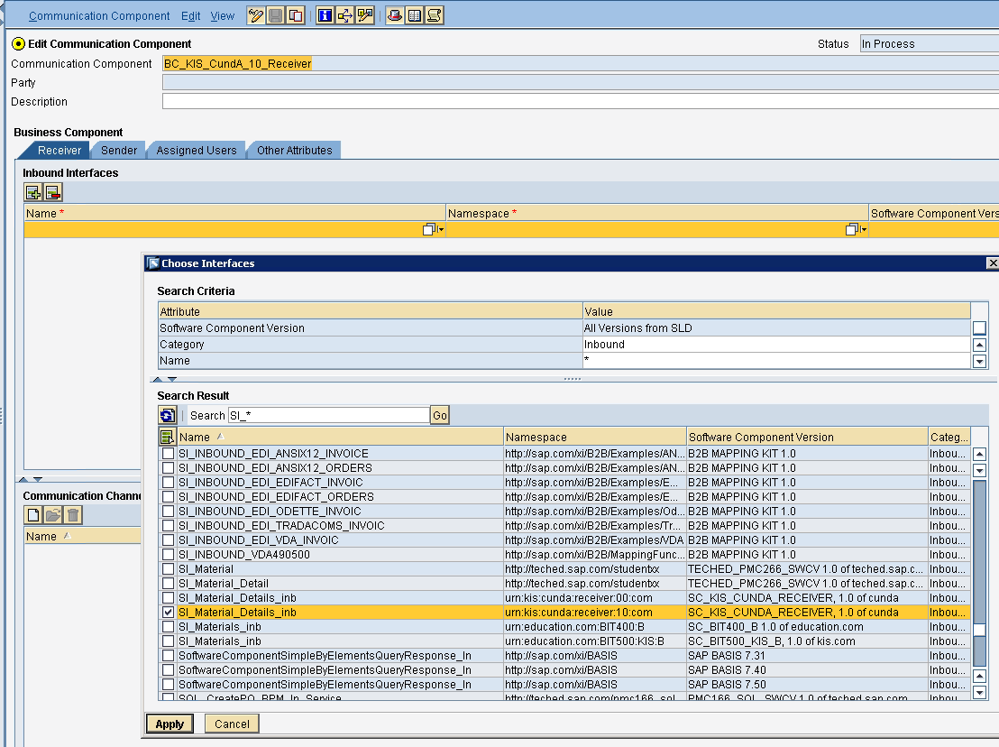 Communication Component Edit View
Edit Communication Component Status In Process
Communication Component BC_KIS_CundA_10_Receiver
Party
Description
Business Component
Receiver Sender Assigned Users Other Attributes
Inbound Interfaces
Name * Namespace * Software Component Vers
Choose Interfaces
Search Criteria
Attribute Value
Software Component Version All Versions from SLD
Category Inbound
Name *
Search Result
Search SI_* Go
Name Namespace Software Component Version Categ...
SI_INBOUND_EDI_ANSIX12_INVOICE http://sap.com/xi/B2B/Examples/AN... B2B MAPPING KIT 1.0 Inbou...
SI_INBOUND_EDI_ANSIX12_ORDERS http://sap.com/xi/B2B/Examples/AN... B2B MAPPING KIT 1.0 Inbou...
SI_INBOUND_EDI_EDIFACT_INVOIC http://sap.com/xi/B2B/Examples/E... B2B MAPPING KIT 1.0 Inbou...
SI_INBOUND_EDI_EDIFACT_ORDERS http://sap.com/xi/B2B/Examples/E... B2B MAPPING KIT 1.0 Inbou...
SI_INBOUND_EDI_ODETTE_INVOIC http://sap.com/xi/B2B/Examples/Od... B2B MAPPING KIT 1.0 Inbou...
SI_INBOUND_EDI_TRADACOMS_INVOIC http://sap.com/xi/B2B/Examples/Tr... B2B MAPPING KIT 1.0 Inbou...
SI_INBOUND_EDI_VDA_INVOIC http://sap.com/xi/B2B/Examples/VDA B2B MAPPING KIT 1.0 Inbou...
SI_INBOUND_VDA490500 http://sap.com/xi/B2B/MappingFunc... B2B MAPPING KIT 1.0 Inbou...
SI_Material http://teched.sap.com/studentxx TECHED_PMC266_SWCV 1.0 of teched.sap.c... Inbou...
SI_Material_Detail http://teched.sap.com/studentxx TECHED_PMC266_SWCV 1.0 of teched.sap.c... Inbou...
SI_Material_Details_inb urn:kis:cunda:receiver:00:com SC_KIS_CUNDA_RECEIVER, 1.0 of cunda Inbou...
SI_Material_Details_inb urn:kis:cunda:receiver:10:com SC_KIS_CUNDA_RECEIVER, 1.0 of cunda Inbou...
SI_Materials_inb urn:education.com:BIT400:B SC_BIT400_B 1.0 of education.com Inbou...
SI_Materials_inb urn:education.com:BIT500:KIS:B SC_BIT500_KIS_B, 1.0 of kis.com Inbou...
SoftwareComponentSimpleByElementsQueryResponse_In http://sap.com/xi/BASIS SAP BASIS 7.31 Inbou...
SoftwareComponentSimpleByElementsQueryResponse_In http://sap.com/xi/BASIS SAP BASIS 7.40 Inbou...
SoftwareComponentSimpleByElementsQueryResponse_In http://sap.com/xi/BASIS SAP BASIS 7.50 Inbou...
SOL_CreatePO_BPM_In_Service http://teched.sap.com/pmc166_sol... PMC166_SOL_SWCV 1.0 of teched.sap.com Inbou...
Communication Channe
Name
Apply Cancel